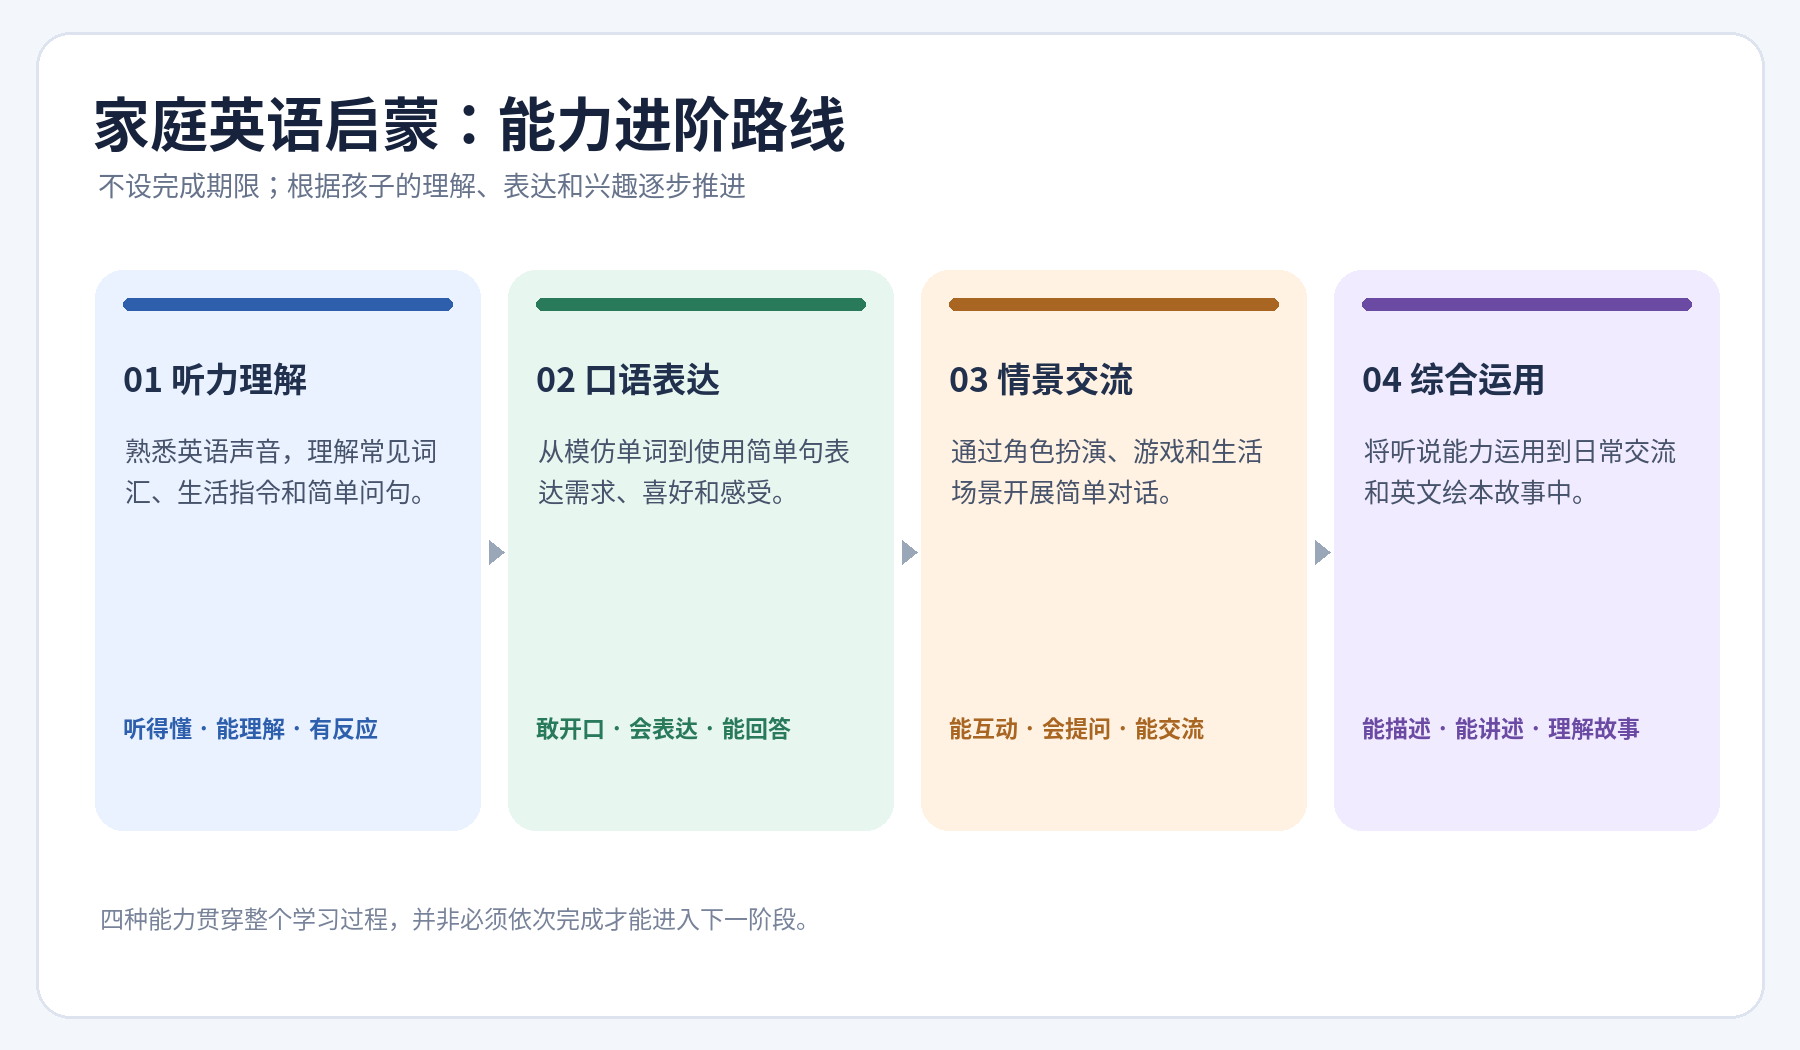 家庭英语启蒙：能力进阶路线
不设完成期限；根据孩子的理解、表达和兴趣逐步推进
01 听力理解
熟悉英语声音，理解常见词
汇、生活指令和简单问句。
听得懂 · 能理解 · 有反应
02 口语表达
从模仿单词到使用简单句表
达需求、喜好和感受。
敢开口 · 会表达 · 能回答
03 情景交流
通过角色扮演、游戏和生活
场景开展简单对话。
能互动 · 会提问 · 能交流
04 综合运用
将听说能力运用到日常交流
和英文绘本故事中。
能描述 · 能讲述 · 理解故事
四种能力贯穿整个学习过程，并非必须依次完成才能进入下一阶段。